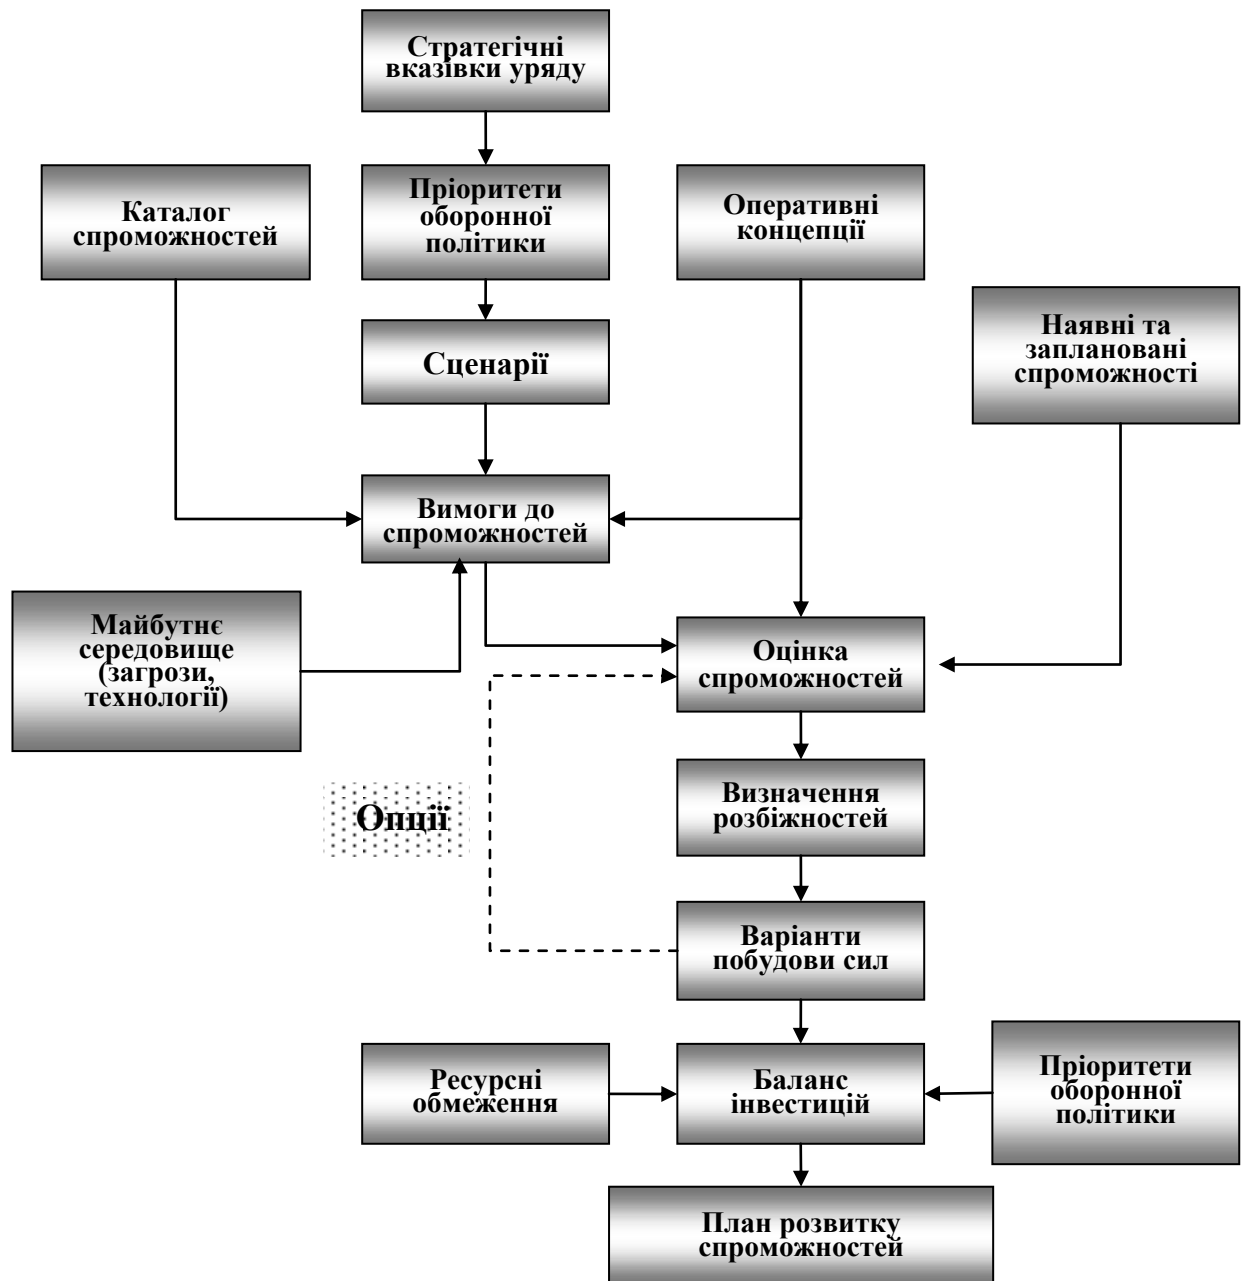 Стратегічні
вказівки уряду
Каталог
спроможностей
Пріоритети
оборонної
політики
Оперативні
концепції
Наявні та
заплановані
спроможності
Сценарії
Вимоги до
спроможностей
Майбутнє
середовище
(загрози,
технології)
Оцінка
спроможностей
Визначення
розбіжностей
Опції
Варіанти
побудови сил
Ресурсні
обмеження
Баланс
інвестицій
Пріоритети
оборонної
політики
План розвитку
спроможностей